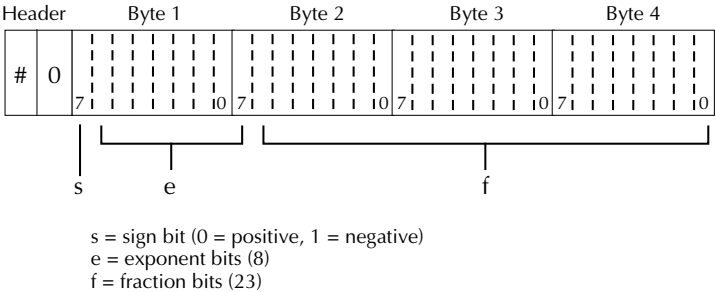 Header Byte 1 Byte 2 Byte 3 Byte 4
# 0
7 0 7 0 7 0 7 0
s e f
s = sign bit (0 = positive, 1 = negative)
e = exponent bits (8)
f = fraction bits (23)